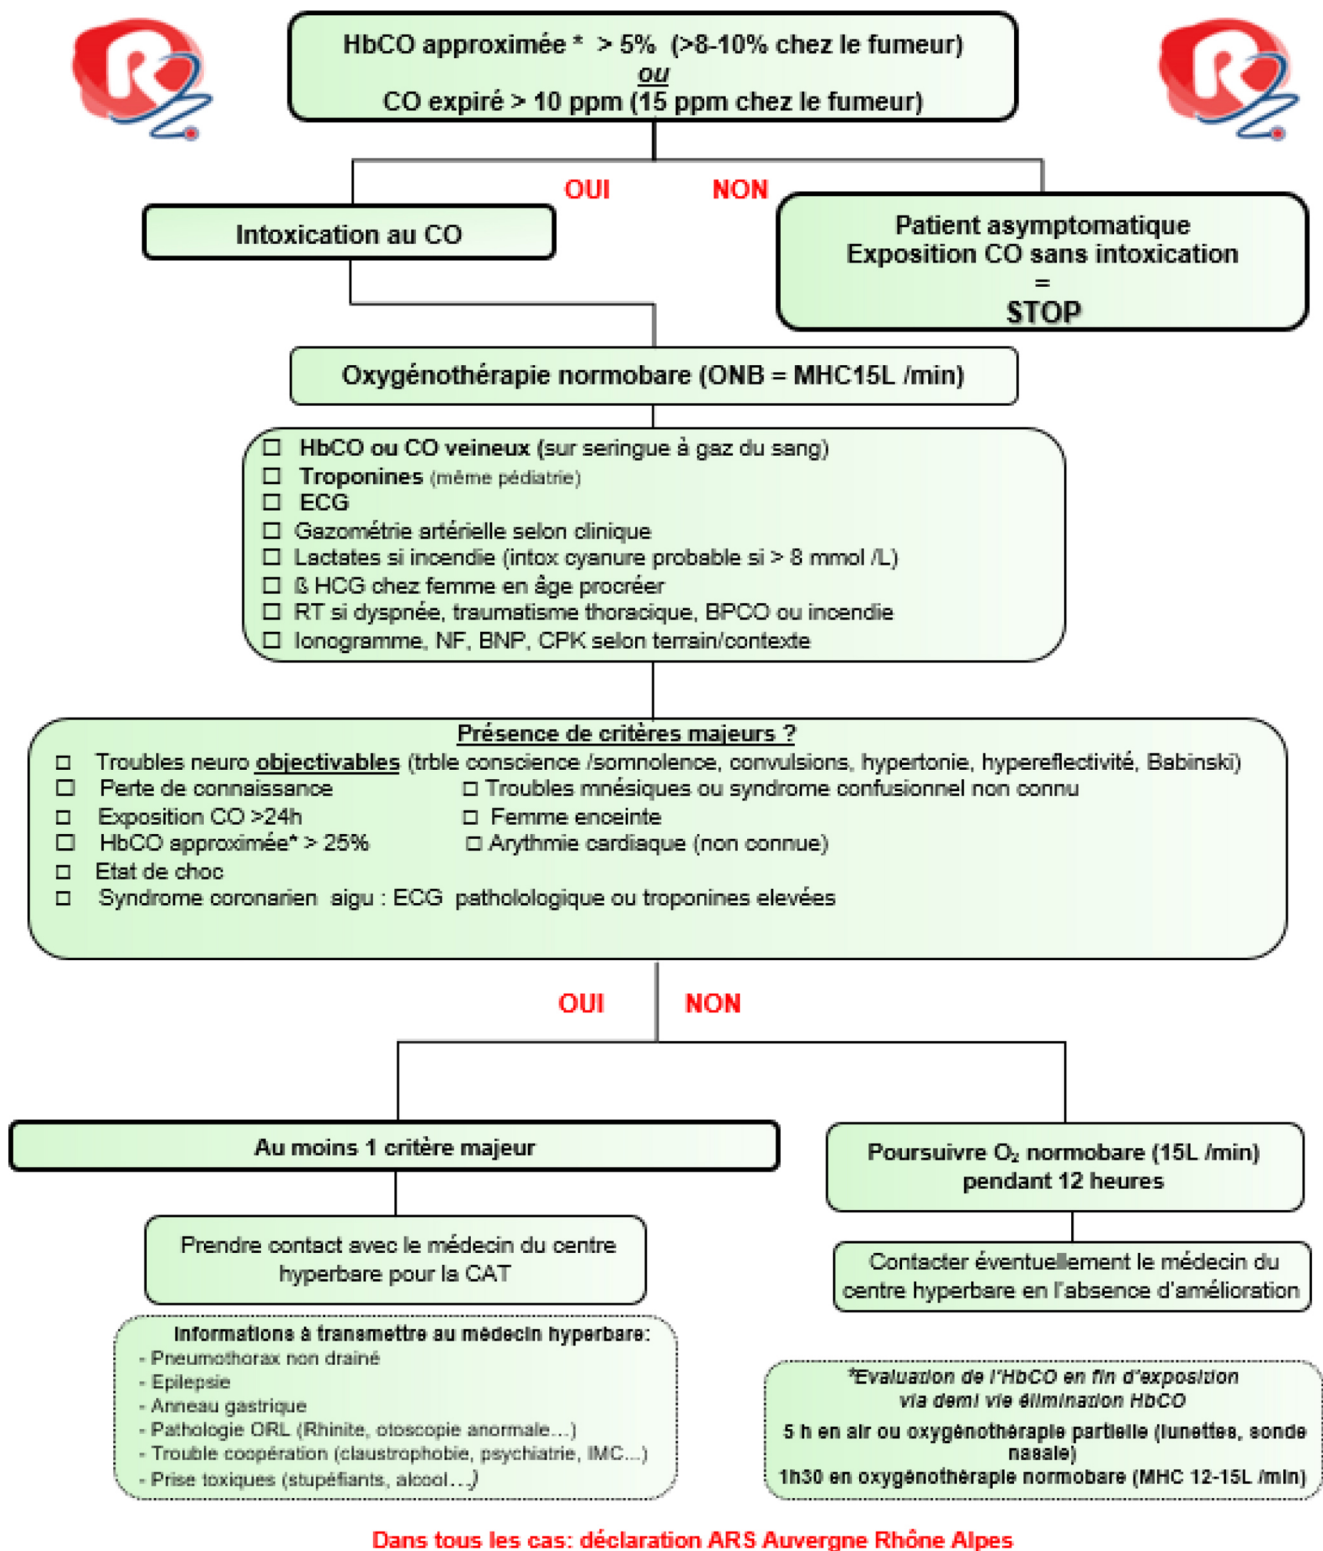 R
R
HbCO approximée * > 5% (>8-10% chez le fumeur)
ou
CO expiré > 10 ppm (15 ppm chez le fumeur)
OUI
NON
Intoxication au CO
Patient asymptomatique
Exposition CO sans intoxication
=
STOP
Oxygénothérapie normobare (ONB = MHC15L /min)
☐ HbCO ou CO veineux (sur seringue à gaz du sang)
☐ Troponines (même pédiatrie)
☐ ECG
☐ Gazométrie artérielle selon clinique
☐ Lactates si incendie (intox cyanure probable si > 8 mmol /L)
☐ ß HCG chez femme en âge procréer
☐ RT si dyspnée, traumatisme thoracique, BPCO ou incendie
☐ Ionogramme, NF, BNP, CPK selon terrain/contexte
Présence de critères majeurs ?
☐ Troubles neuro objectivables (trble conscience /somnolence, convulsions, hypertonie, hypereflectivité, Babinski)
☐ Perte de connaissance ☐ Troubles mnésiques ou syndrome confusionnel non connu
☐ Exposition CO >24h ☐ Femme enceinte
☐ HbCO approximée* > 25% ☐ Arythmie cardiaque (non connue)
☐ Etat de choc
☐ Syndrome coronarien aigu : ECG patholologique ou troponines elevées
OUI
NON
Au moins 1 critère majeur
Poursuivre O₂ normobare (15L /min)
pendant 12 heures
Prendre contact avec le médecin du centre
hyperbare pour la CAT
Contacter éventuellement le médecin du
centre hyperbare en l'absence d'amélioration
Informations à transmettre au médecin hyperbare:
- Pneumothorax non drainé
- Epilepsie
- Anneau gastrique
- Pathologie ORL (Rhinite, otoscopie anormale...)
- Trouble coopération (claustrophobie, psychiatrie, IMC...)
- Prise toxiques (stupéfiants, alcool...)
*Evaluation de l'HbCO en fin d'exposition
via demi vie élimination HbCO
5 h en air ou oxygénothérapie partielle (lunettes, sonde
nasale)
1h30 en oxygénothérapie normobare (MHC 12-15L /min)
Dans tous les cas: déclaration ARS Auvergne Rhône Alpes